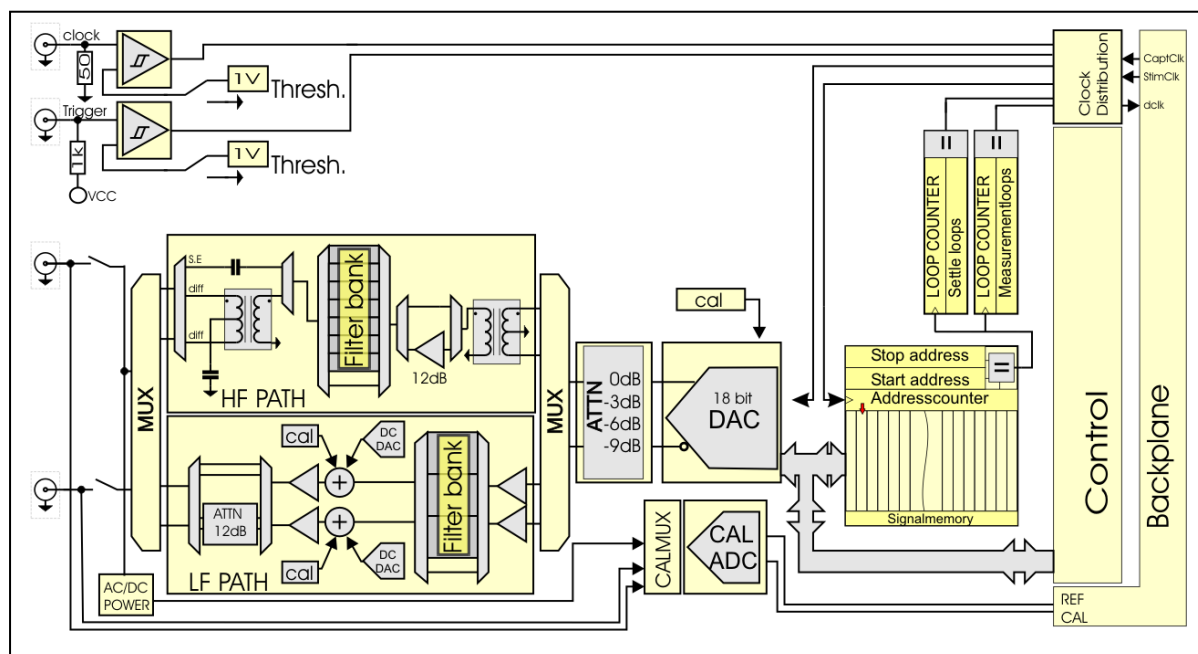 clock
50
1V
Thresh.
Trigger
1k
VCC
1V
Thresh.
Clock
Distribution
CaptClk
StimClk
dclk
=
LOOP COUNTER
Settle loops
=
LOOP COUNTER
Measurementloops
Control
Backplane
MUX
S.E
diff
diff
Filter bank
12dB
HF PATH
MUX
ATTN
0dB
-3dB
-6dB
-9dB
cal
18 bit
DAC
Stop address
Start address
=
Addresscounter
Signalmemory
cal
DC
DAC
+
ATTN
12dB
+
cal
DC
DAC
Filter bank
LF PATH
AC/DC
POWER
CALMUX
CAL
ADC
REF
CAL